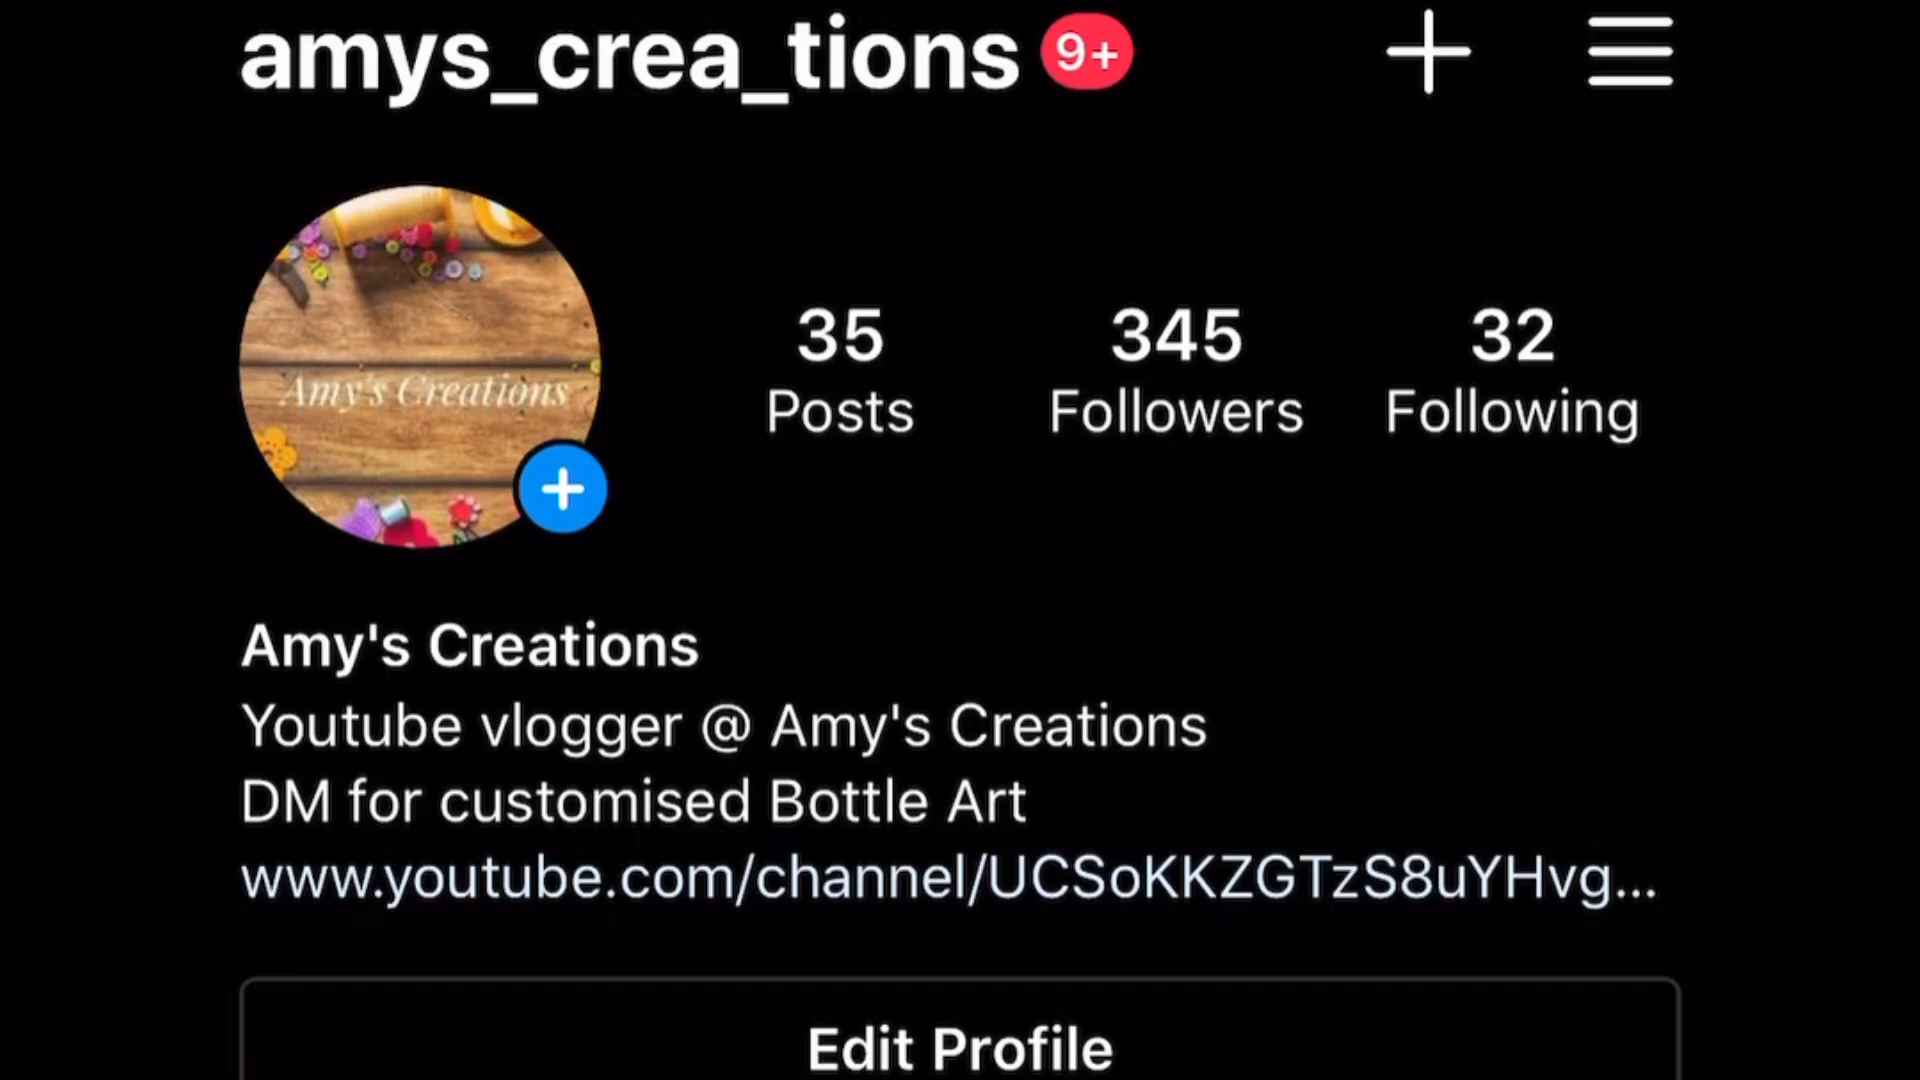 amys_crea_tions 9+
Amy's Creations
35 345 32
Posts Followers Following
Amy's Creations
Youtube vlogger @ Amy's Creations
DM for customised Bottle Art
www.youtube.com/channel/UCSoKKZGTzS8uYHvg...
Edit Profile